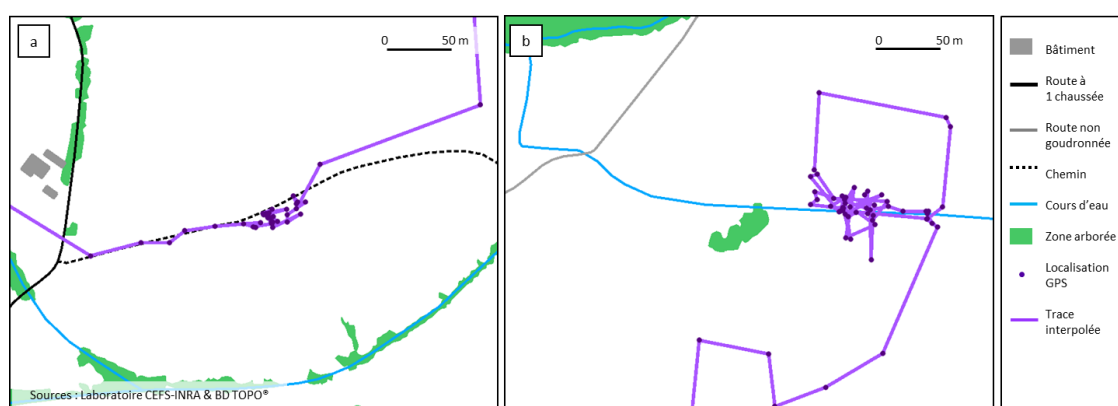 a
0 50 m
Sources : Laboratoire CEFS-INRA & BD TOPO®
b
0 50 m
Bâtiment
Route à
1 chaussée
Route non
goudronnée
Chemin
Cours d'eau
Zone arborée
Localisation
GPS
Trace
interpolée